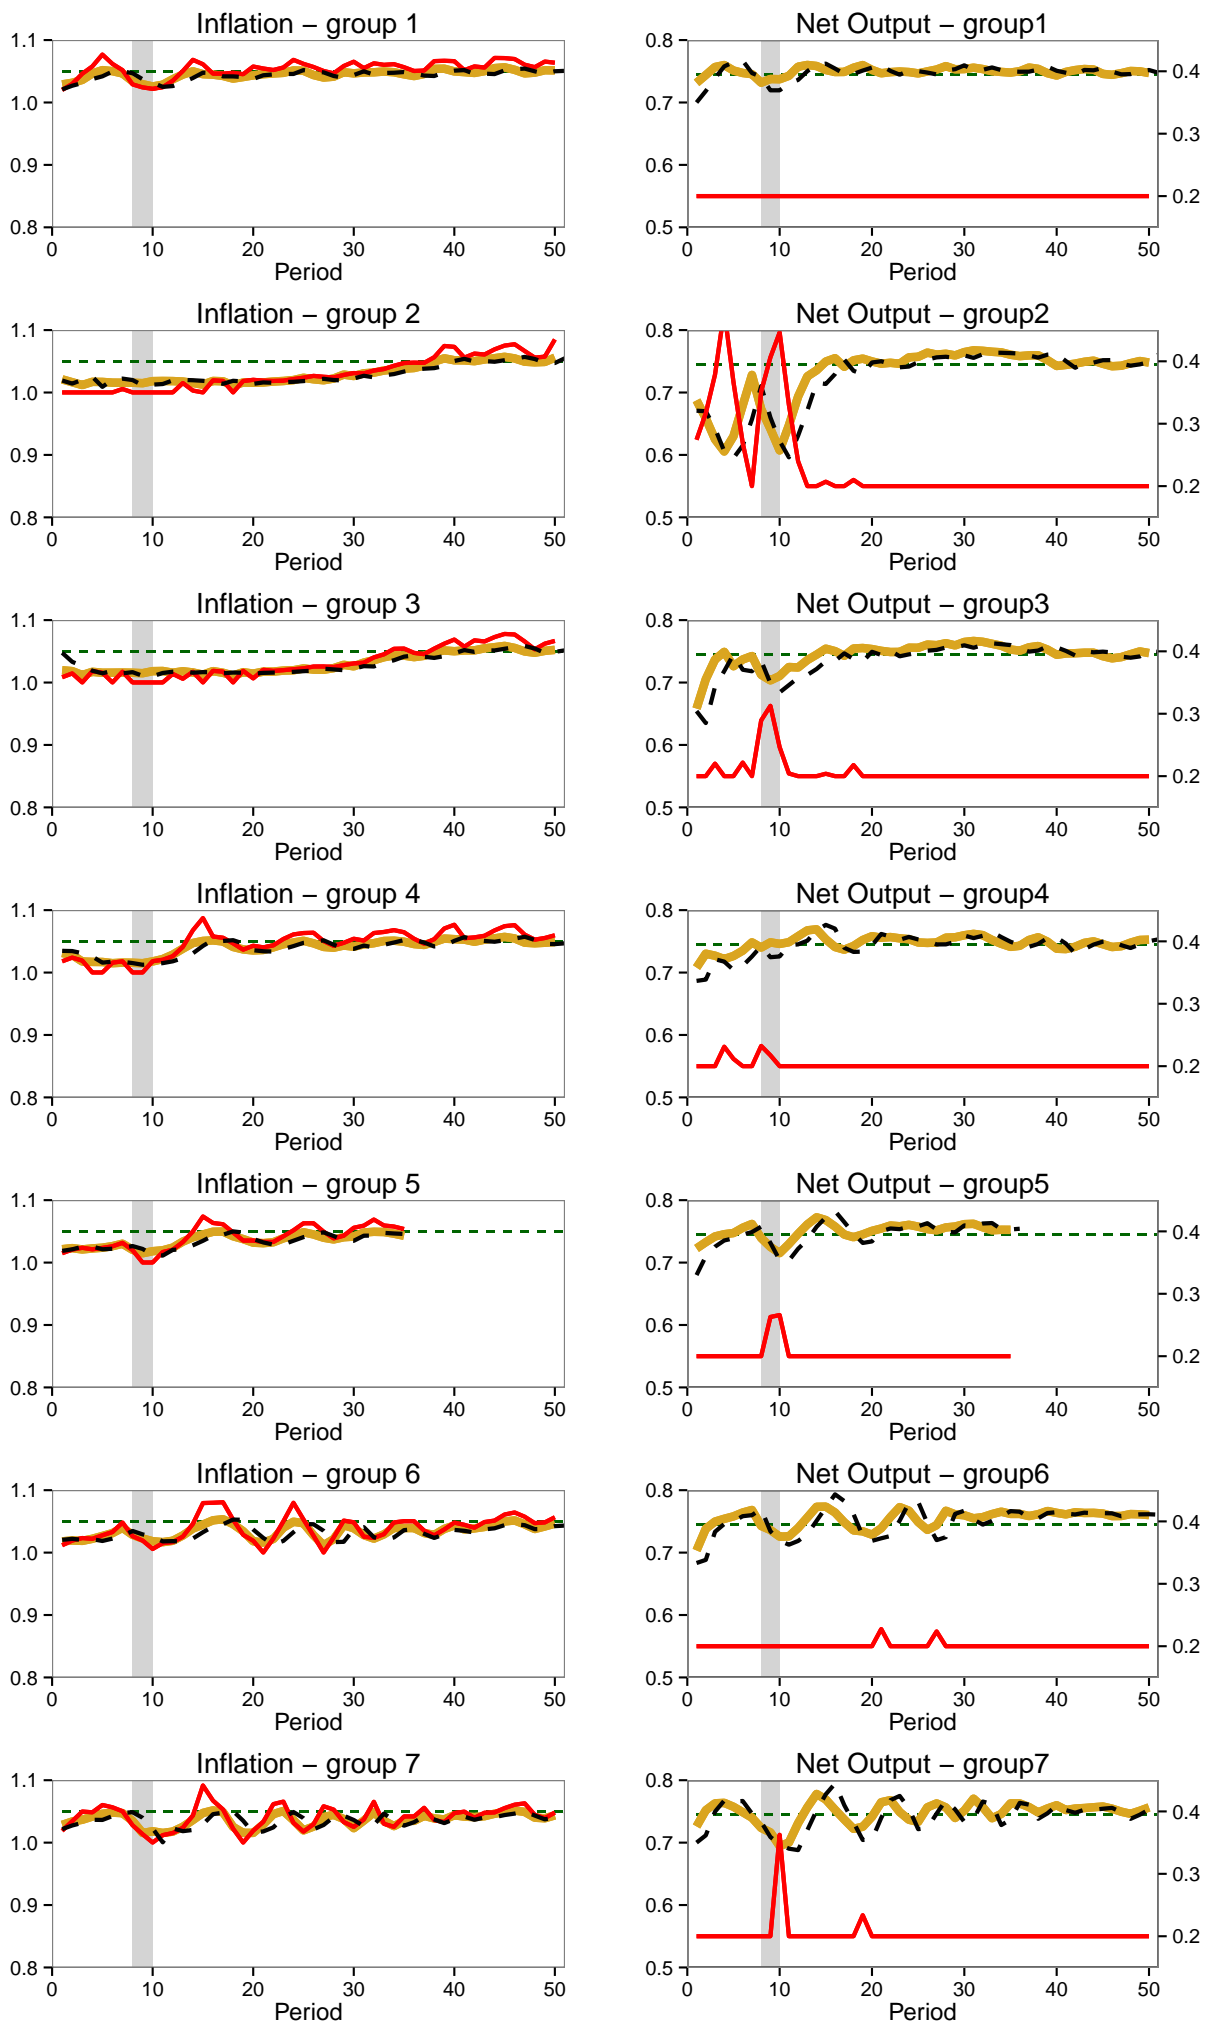 Inflation − group 1
Net Output − group1
1.1
1.0
0.9
0.8
0 10 20 30 40 50
Period
0.8
0.7
0.6
0.5
0.4
0.3
0.2
0 10 20 30 40 50
Period
Inflation − group 2
Net Output − group2
1.1
1.0
0.9
0.8
0 10 20 30 40 50
Period
0.8
0.7
0.6
0.5
0.4
0.3
0.2
0 10 20 30 40 50
Period
Inflation − group 3
Net Output − group3
1.1
1.0
0.9
0.8
0 10 20 30 40 50
Period
0.8
0.7
0.6
0.5
0.4
0.3
0.2
0 10 20 30 40 50
Period
Inflation − group 4
Net Output − group4
1.1
1.0
0.9
0.8
0 10 20 30 40 50
Period
0.8
0.7
0.6
0.5
0.4
0.3
0.2
0 10 20 30 40 50
Period
Inflation − group 5
Net Output − group5
1.1
1.0
0.9
0.8
0 10 20 30 40 50
Period
0.8
0.7
0.6
0.5
0.4
0.3
0.2
0 10 20 30 40 50
Period
Inflation − group 6
Net Output − group6
1.1
1.0
0.9
0.8
0 10 20 30 40 50
Period
0.8
0.7
0.6
0.5
0.4
0.3
0.2
0 10 20 30 40 50
Period
Inflation − group 7
Net Output − group7
1.1
1.0
0.9
0.8
0 10 20 30 40 50
Period
0.8
0.7
0.6
0.5
0.4
0.3
0.2
0 10 20 30 40 50
Period